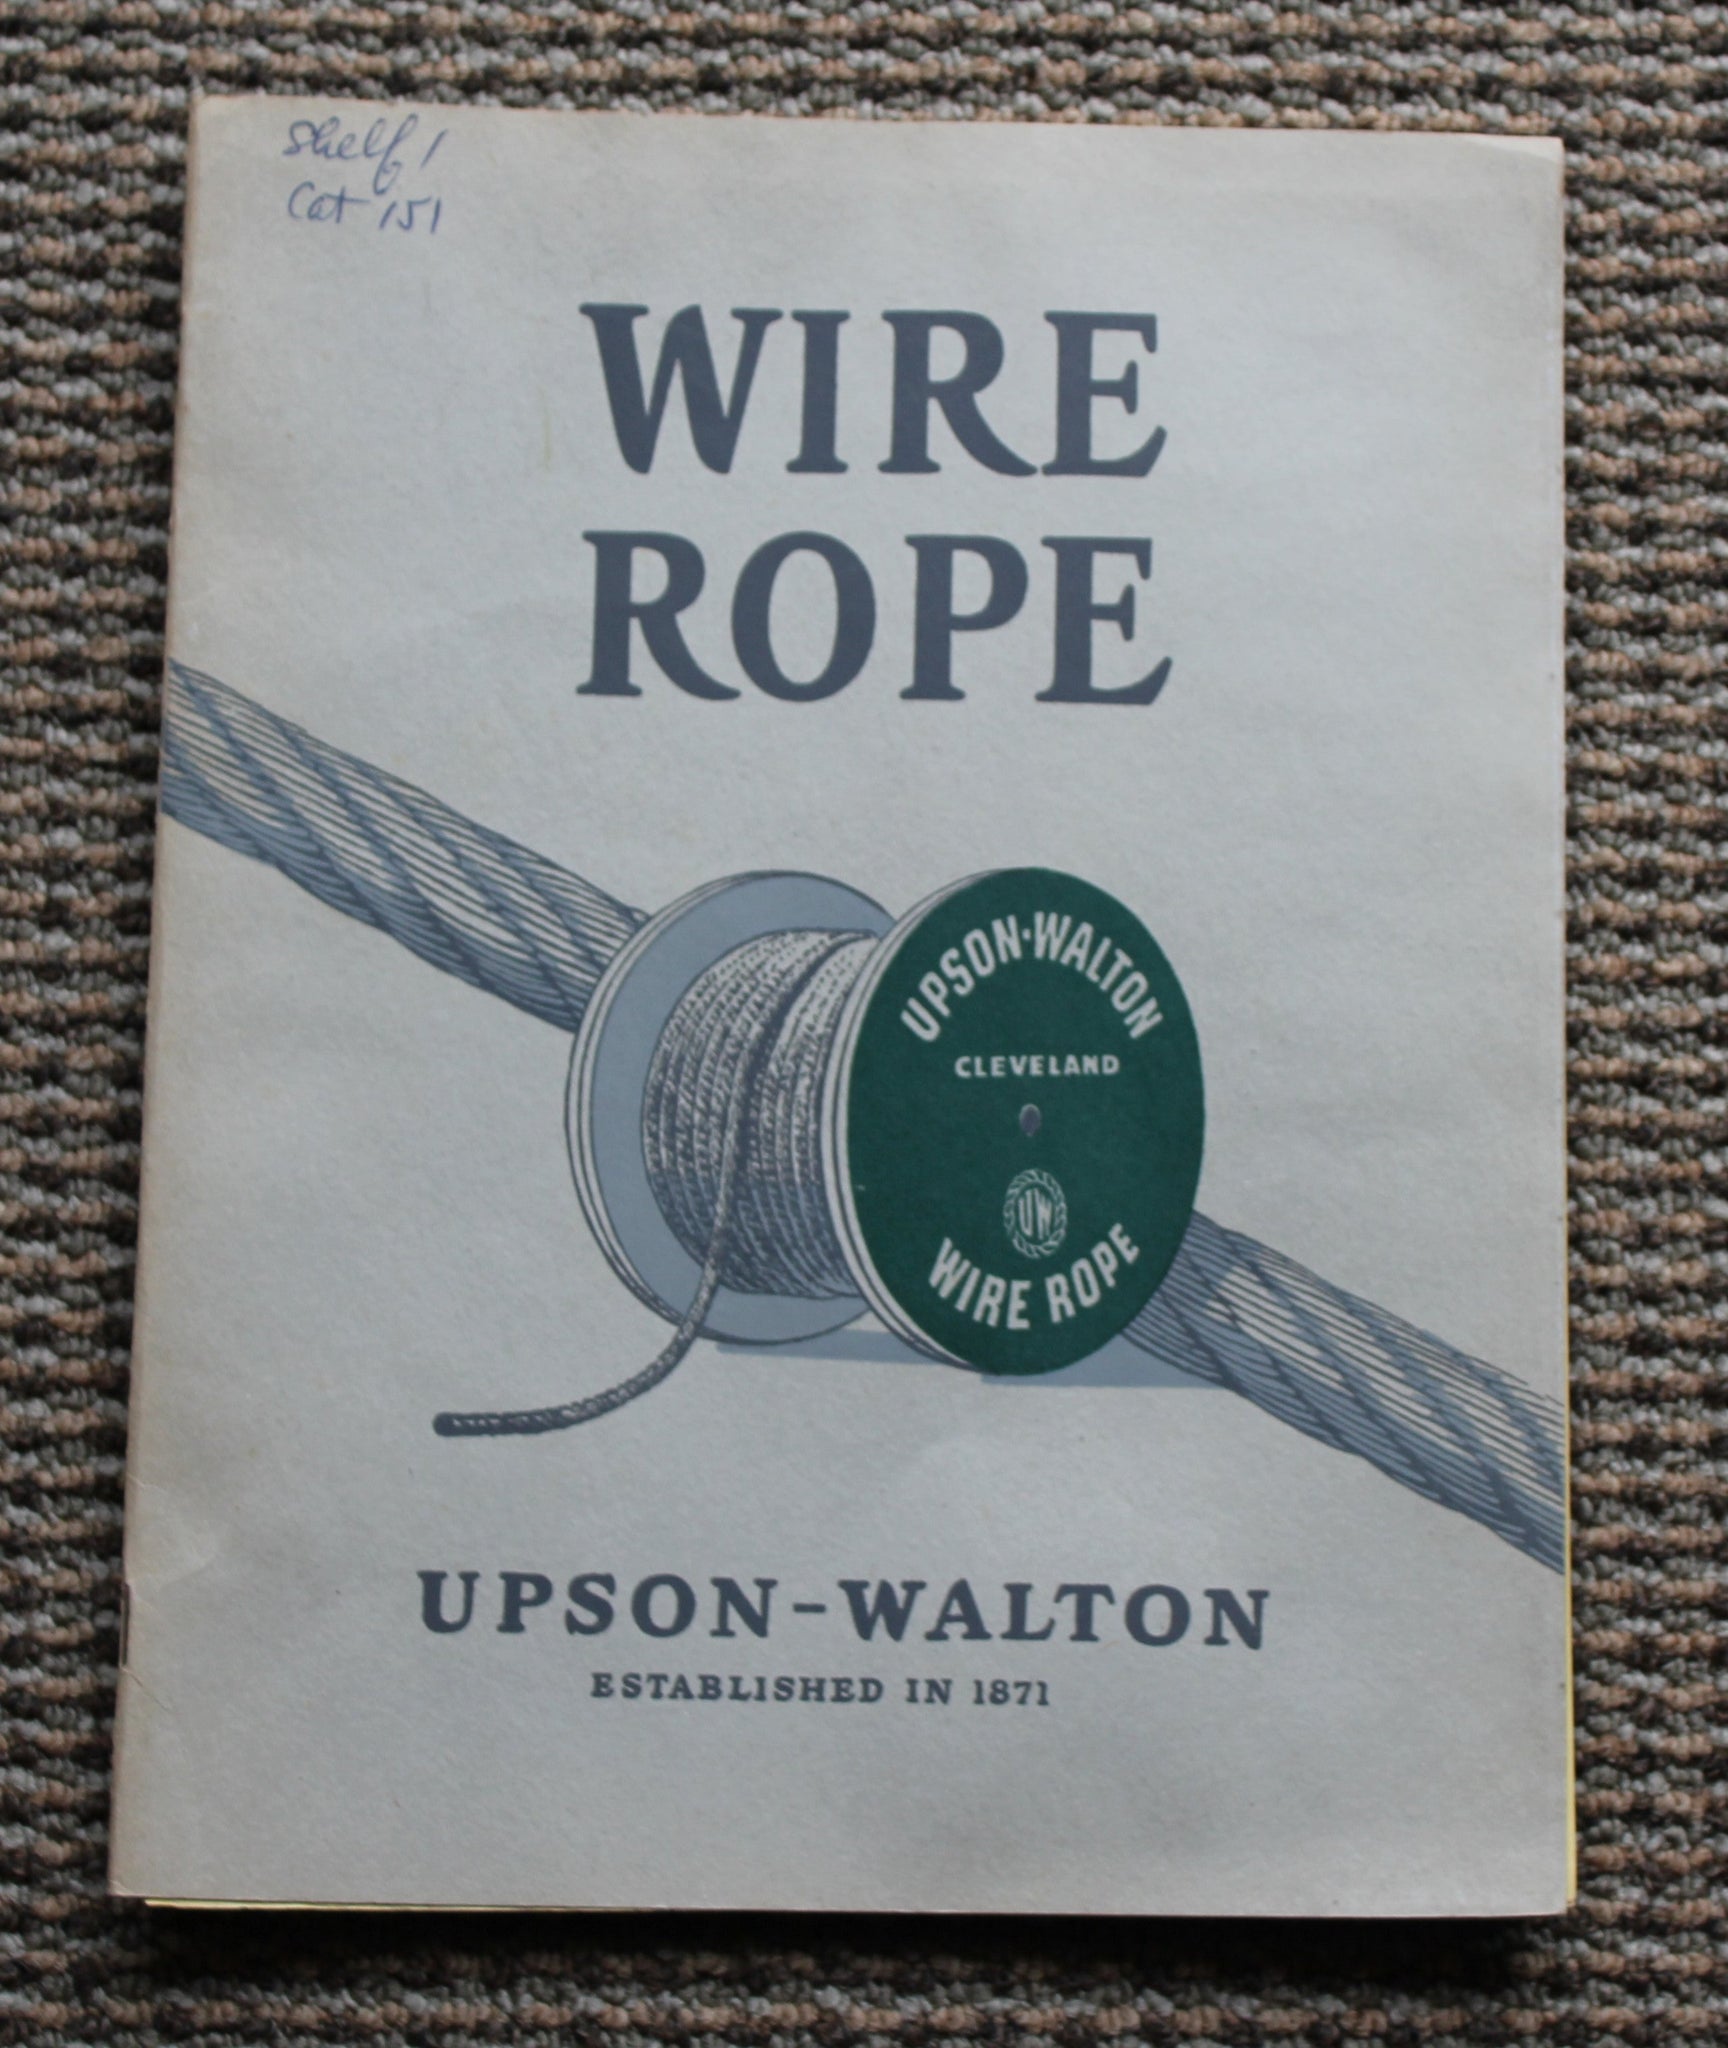 Shelf 1
Cat 151
WIRE
ROPE
UPSON·WALTON
CLEVELAND
UW
WIRE ROPE
UPSON-WALTON
ESTABLISHED IN 1871